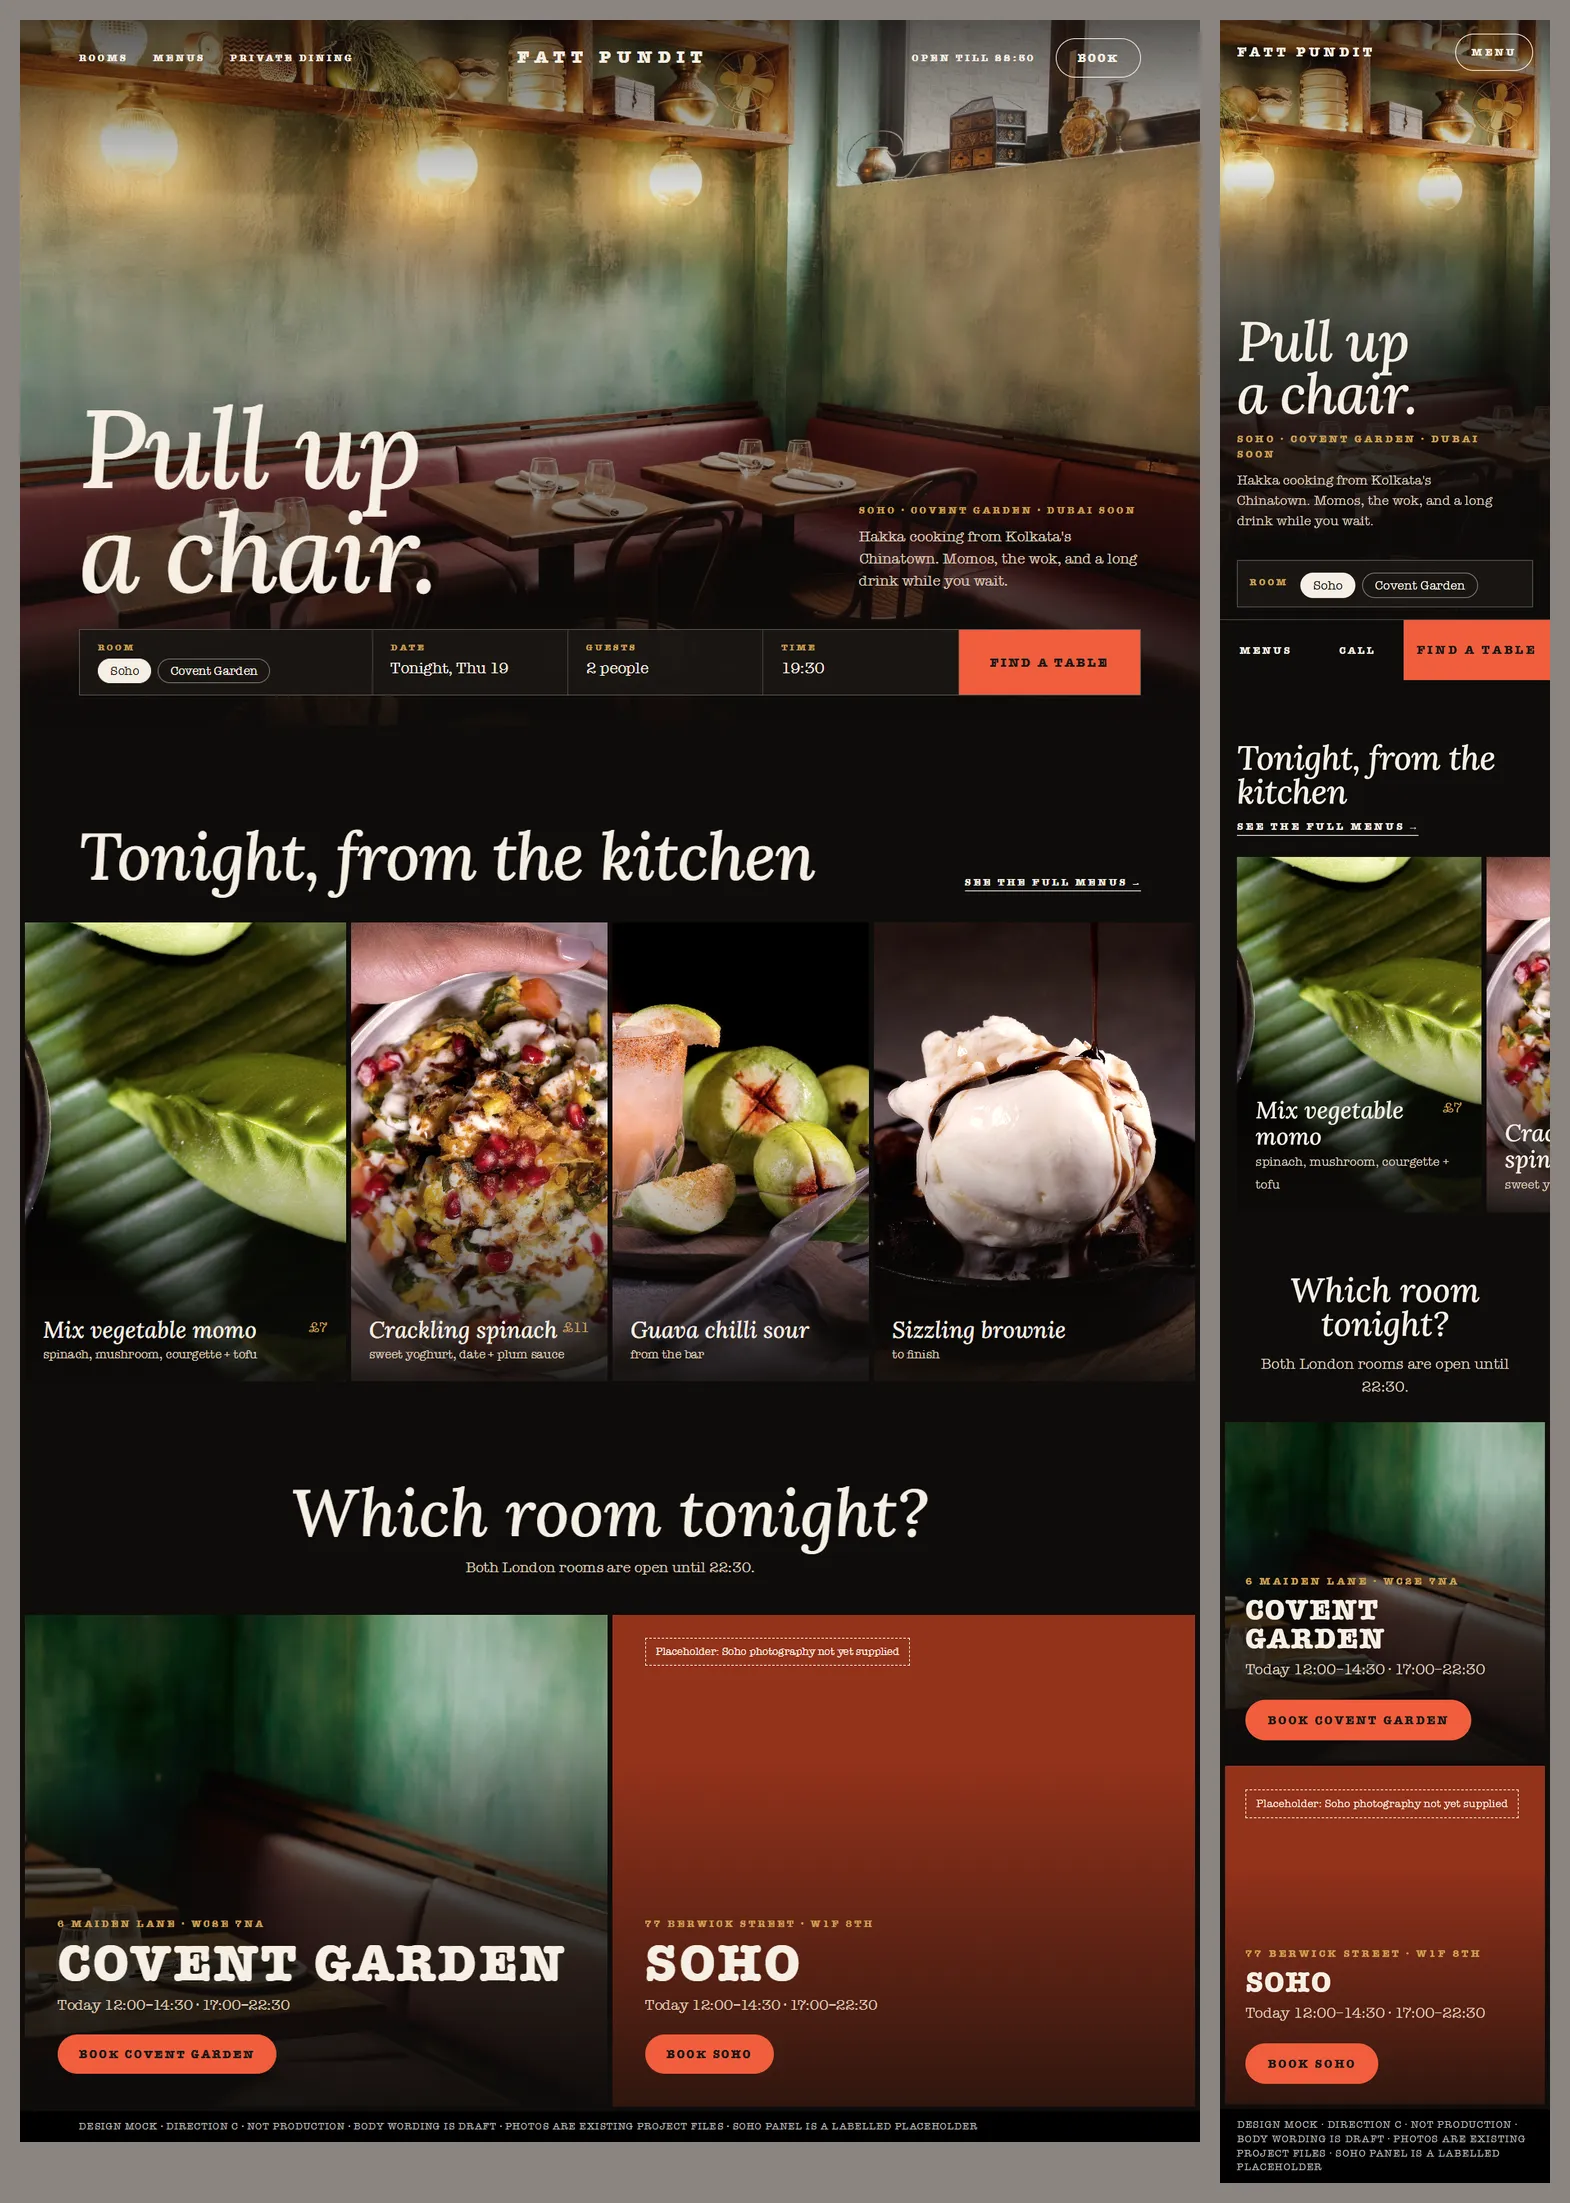 ROOMS MENUS PRIVATE DINING FATT PUNDIT OPEN TILL 22:30 BOOK
Pull up
a chair.
SOHO · COVENT GARDEN · DUBAI SOON
Hakka cooking from Kolkata's
Chinatown. Momos, the wok, and a long
drink while you wait.
ROOM
Soho Covent Garden
DATE
Tonight, Thu 19
GUESTS
2 people
TIME
19:30
FIND A TABLE
Tonight, from the kitchen
SEE THE FULL MENUS →
Mix vegetable momo £7
spinach, mushroom, courgette + tofu
Crackling spinach £11
sweet yoghurt, date + plum sauce
Guava chilli sour
from the bar
Sizzling brownie
to finish
Which room tonight?
Both London rooms are open until 22:30.
6 MAIDEN LANE · WC2E 7NA
COVENT GARDEN
Today 12:00–14:30 · 17:00–22:30
BOOK COVENT GARDEN
Placeholder: Soho photography not yet supplied
77 BERWICK STREET · W1F 8TH
SOHO
Today 12:00–14:30 · 17:00–22:30
BOOK SOHO
DESIGN MOCK · DIRECTION C · NOT PRODUCTION · BODY WORDING IS DRAFT · PHOTOS ARE EXISTING PROJECT FILES · SOHO PANEL IS A LABELLED PLACEHOLDER
FATT PUNDIT MENU
Pull up
a chair.
SOHO · COVENT GARDEN · DUBAI
SOON
Hakka cooking from Kolkata's
Chinatown. Momos, the wok, and a long
drink while you wait.
ROOM Soho Covent Garden
MENUS CALL FIND A TABLE
Tonight, from the
kitchen
SEE THE FULL MENUS →
Mix vegetable £7
momo
spinach, mushroom, courgette +
tofu
Crac
spin
sweet y
Which room
tonight?
Both London rooms are open until
22:30.
6 MAIDEN LANE · WC2E 7NA
COVENT
GARDEN
Today 12:00–14:30 · 17:00–22:30
BOOK COVENT GARDEN
Placeholder: Soho photography not yet supplied
77 BERWICK STREET · W1F 8TH
SOHO
Today 12:00–14:30 · 17:00–22:30
BOOK SOHO
DESIGN MOCK · DIRECTION C · NOT PRODUCTION ·
BODY WORDING IS DRAFT · PHOTOS ARE EXISTING
PROJECT FILES · SOHO PANEL IS A LABELLED
PLACEHOLDER